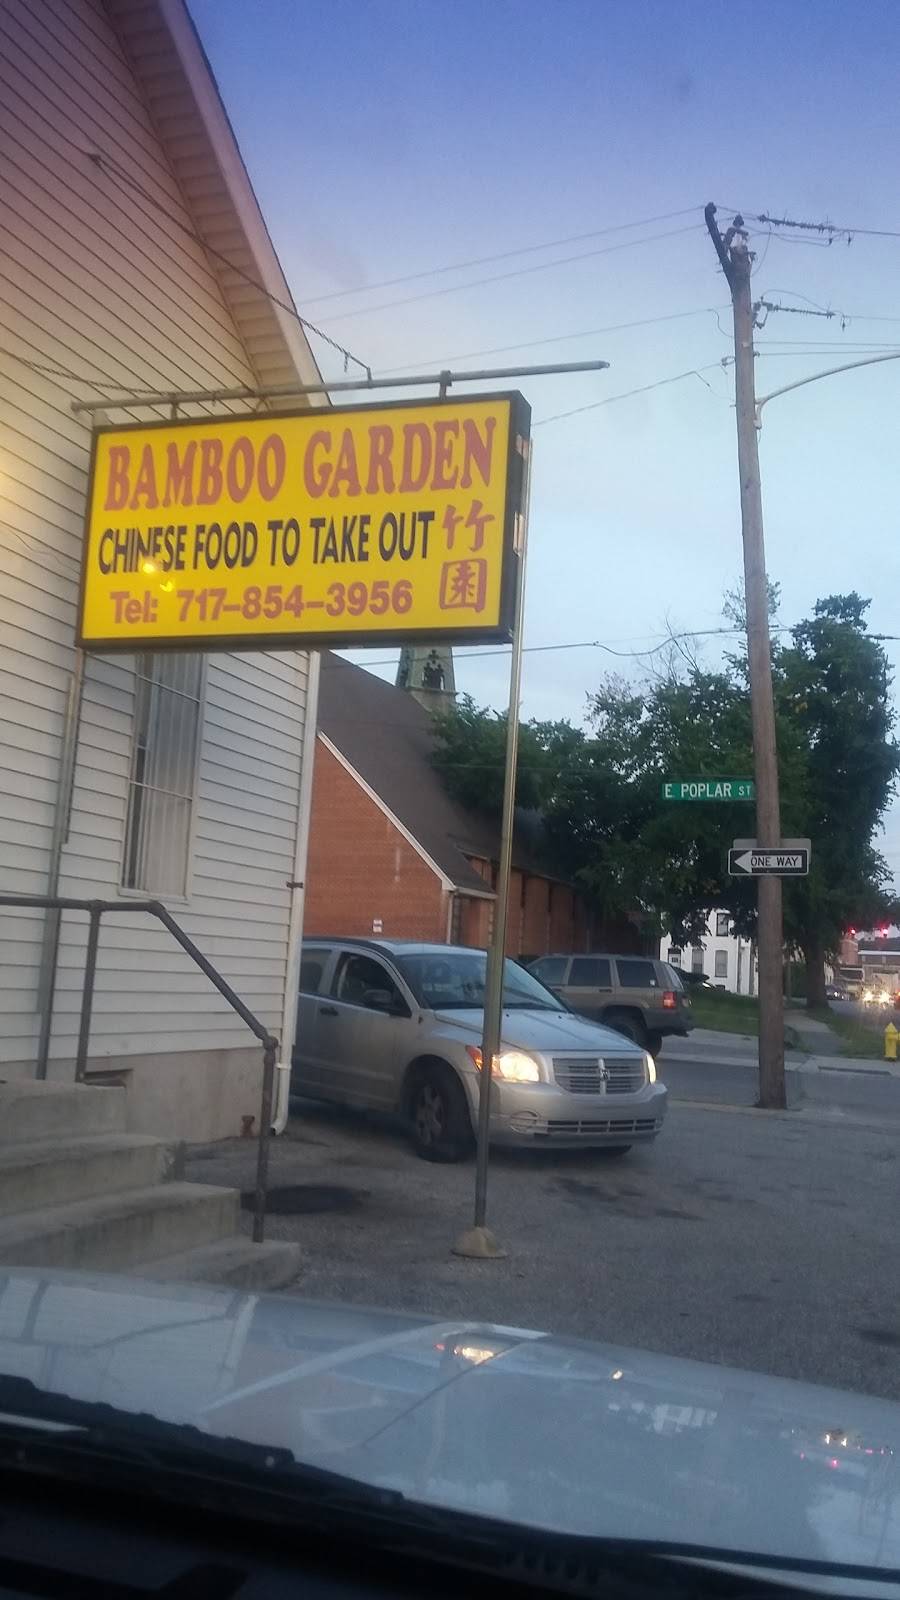 BAMBOO GARDEN
CHINESE FOOD TO TAKE OUT
竹園
Tel: 717-854-3956
E POPLAR ST
ONE WAY